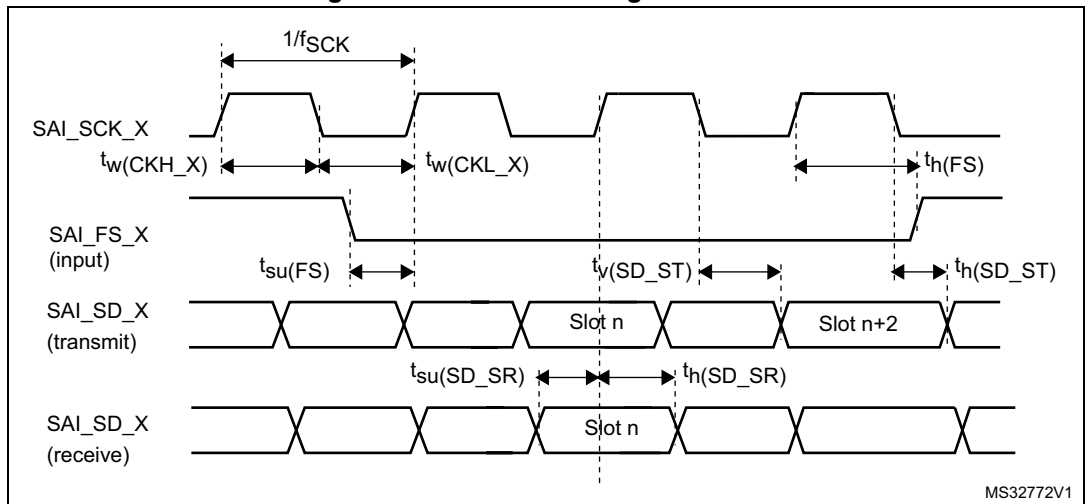 1/fSCK
SAI_SCK_X
tw(CKH_X)
tw(CKL_X)
th(FS)
SAI_FS_X
(input)
tsu(FS)
tv(SD_ST)
th(SD_ST)
SAI_SD_X
(transmit)
Slot n
Slot n+2
tsu(SD_SR)
th(SD_SR)
SAI_SD_X
(receive)
Slot n
MS32772V1